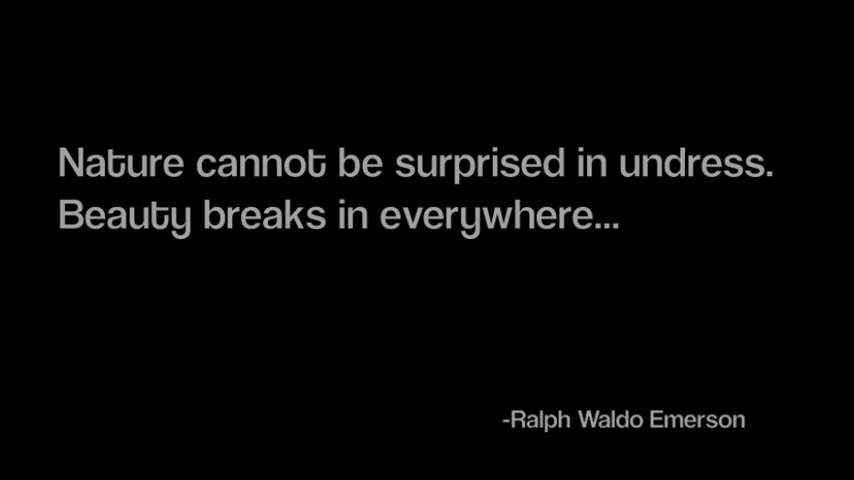 Nature cannot be surprised in undress.
Beauty breaks in everywhere...
-Ralph Waldo Emerson